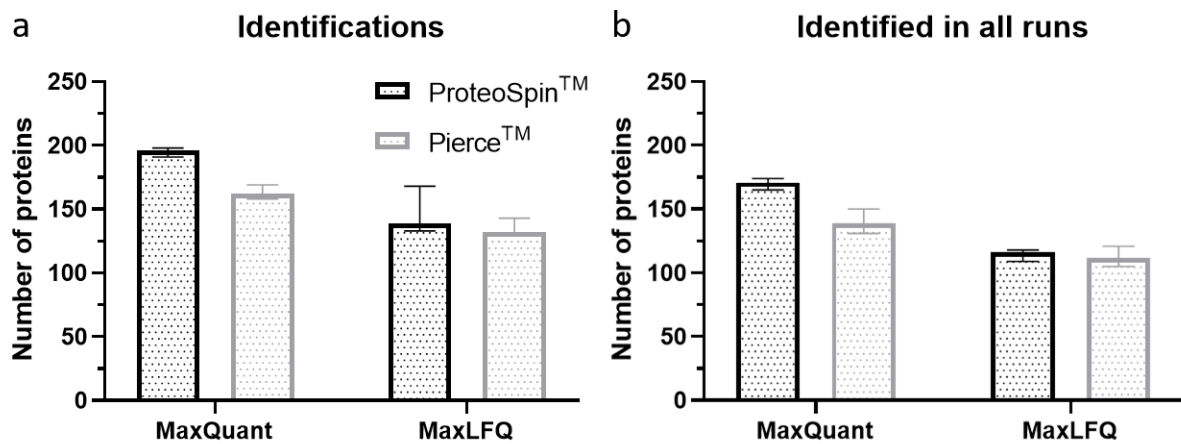 a
Identifications
Number of proteins
250
200
150
100
50
0
ProteoSpin™
Pierce™
MaxQuant
MaxLFQ
b
Identified in all runs
Number of proteins
250
200
150
100
50
0
MaxQuant
MaxLFQ